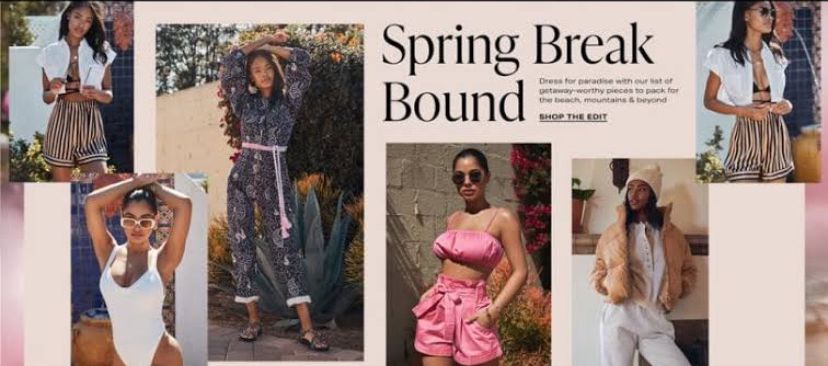 Spring Break
Bound
Dress for paradise with our list of
getaway-worthy pieces to pack for
the beach, mountains & beyond
SHOP THE EDIT